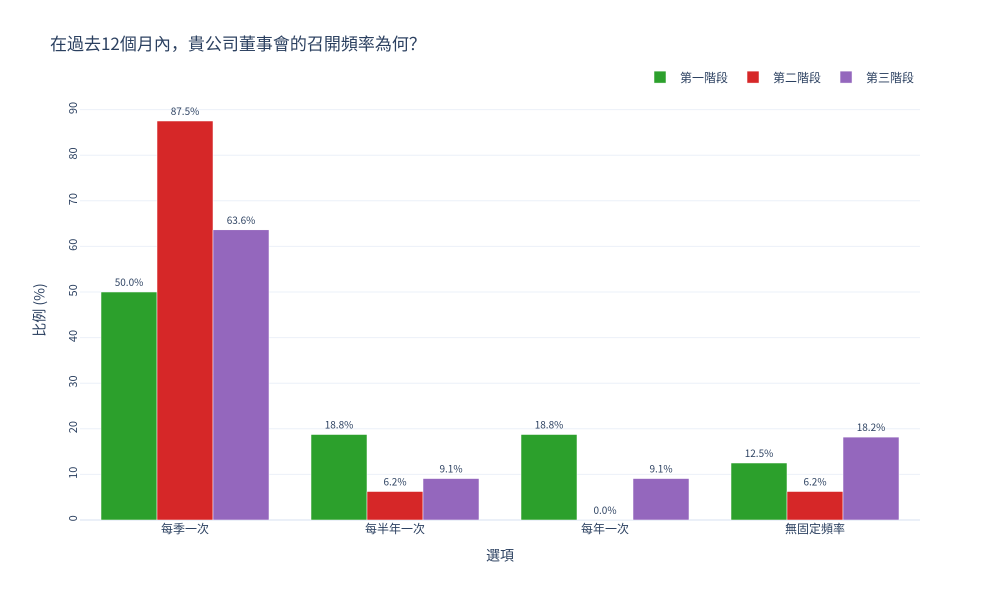 在過去12個月內，貴公司董事會的召開頻率為何?
第一階段 第二階段 第三階段
90
80
70
60
50
40
30
20
10
0
比例 (%)
50.0% 87.5% 63.6%
18.8% 6.2% 9.1%
18.8% 0.0% 9.1%
12.5% 6.2% 18.2%
每季一次 每半年一次 每年一次 無固定頻率
選項